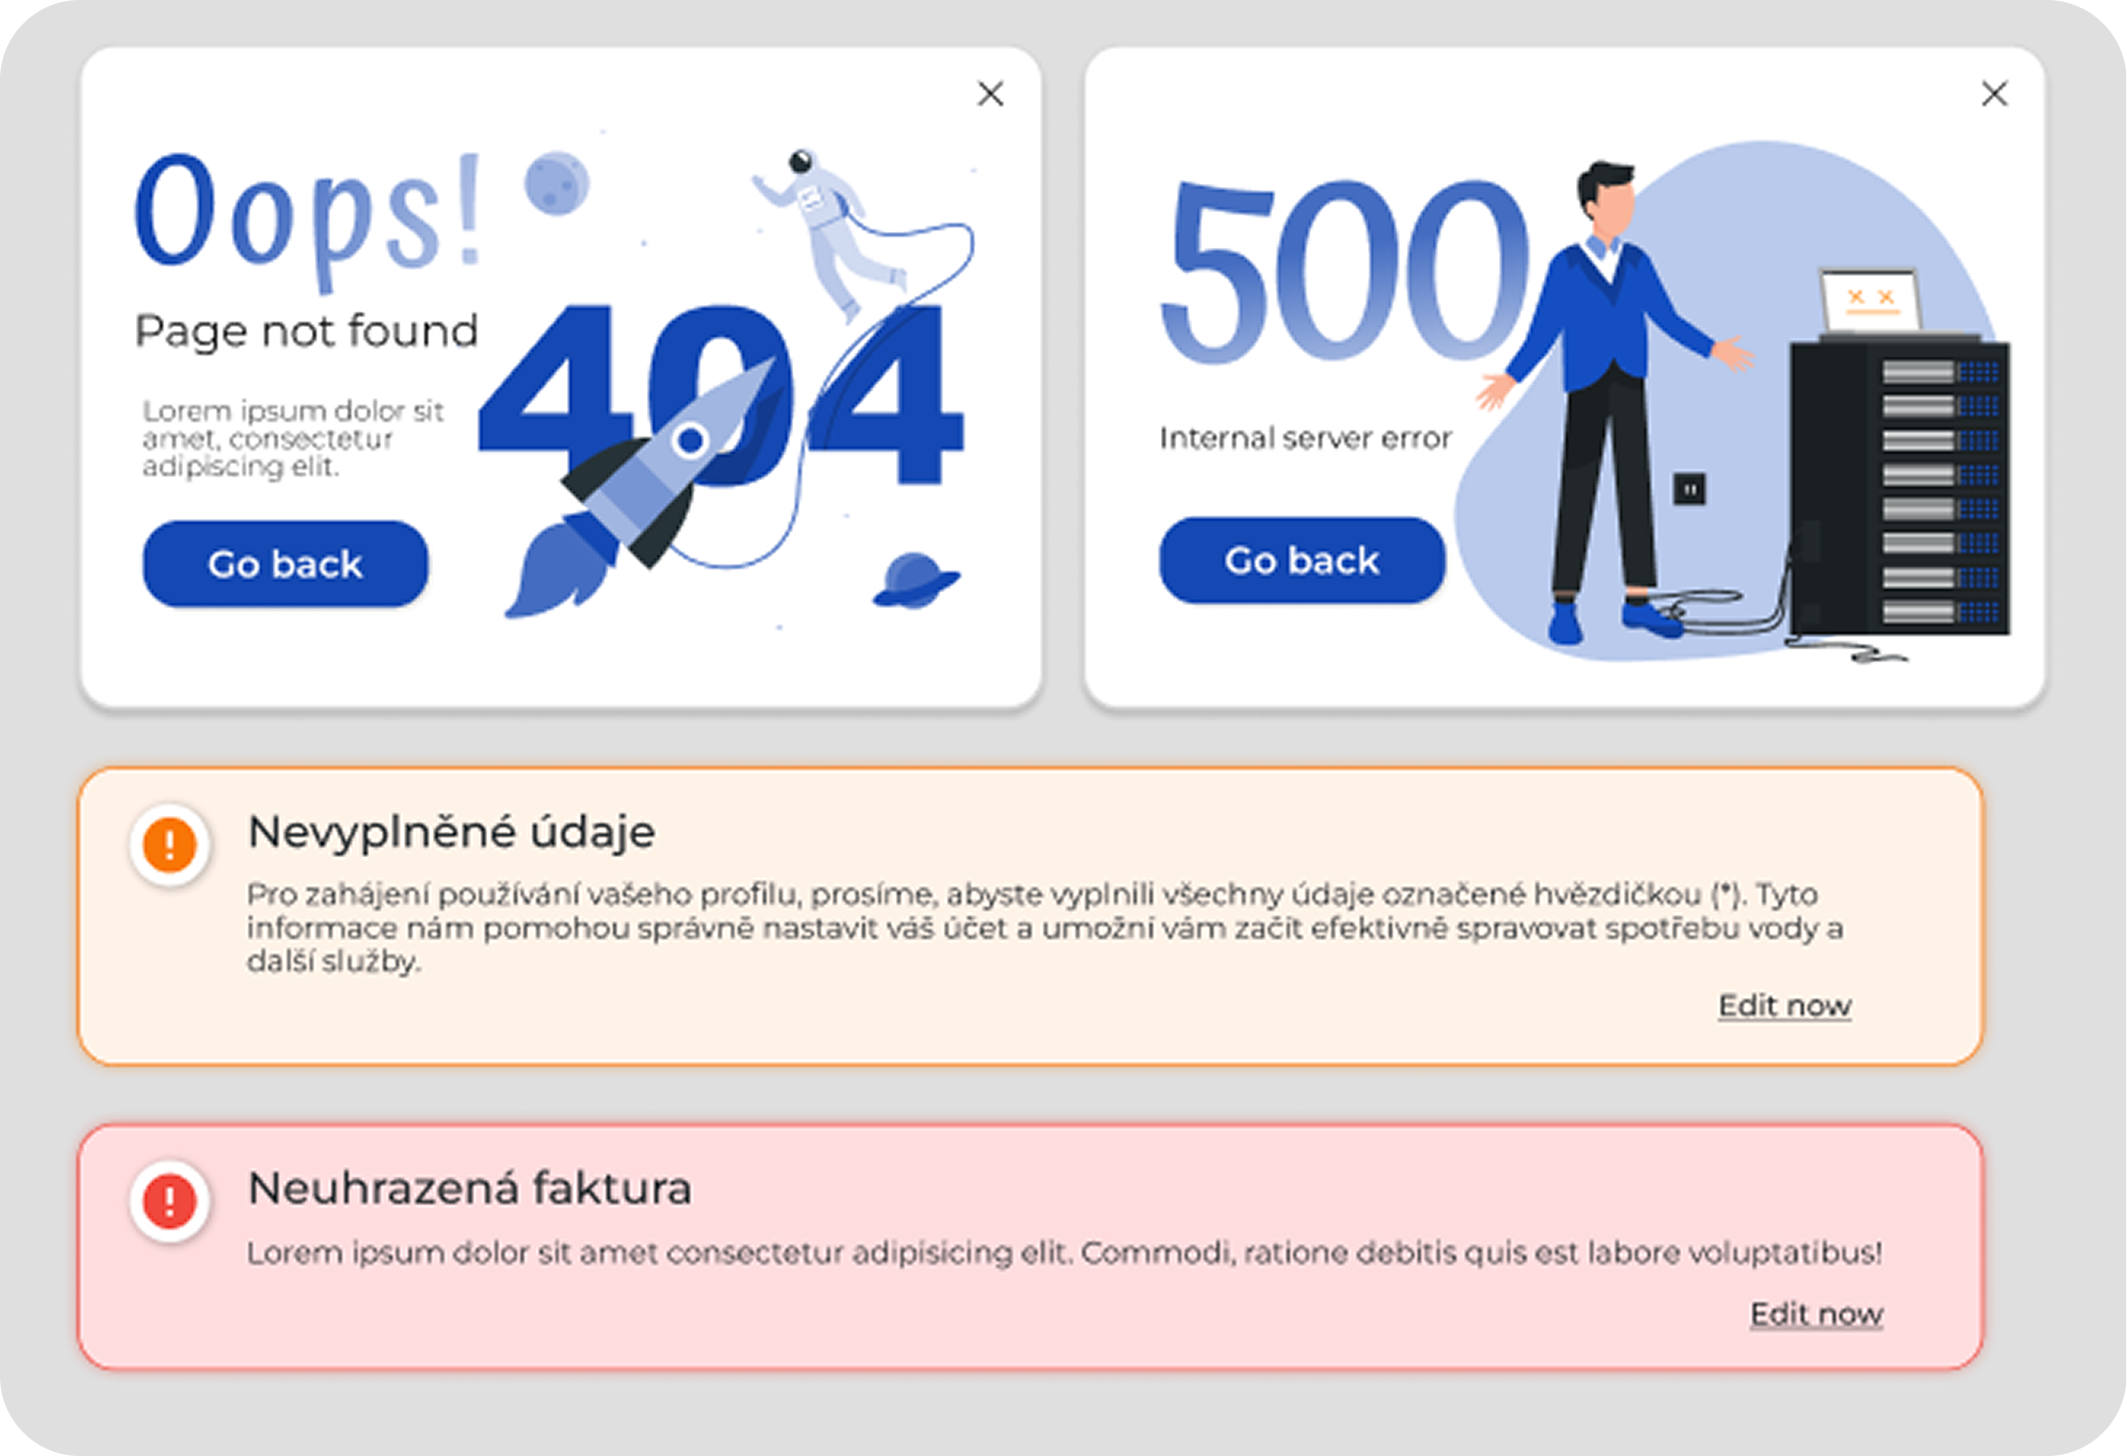 Oops!
Page not found
404
Lorem ipsum dolor sit
amet, consectetur
adipiscing elit.
Go back
500
Internal server error
Go back
Nevyplněné údaje
Pro zahájení používání vašeho profilu, prosíme, abyste vyplnili všechny údaje označené hvězdičkou (*). Tyto
informace nám pomohou správně nastavit váš účet a umožní vám začít efektivně spravovat spotřebu vody a
další služby.
Edit now
Neuhrazená faktura
Lorem ipsum dolor sit amet consectetur adipisicing elit. Commodi, ratione debitis quis est labore voluptatibus!
Edit now